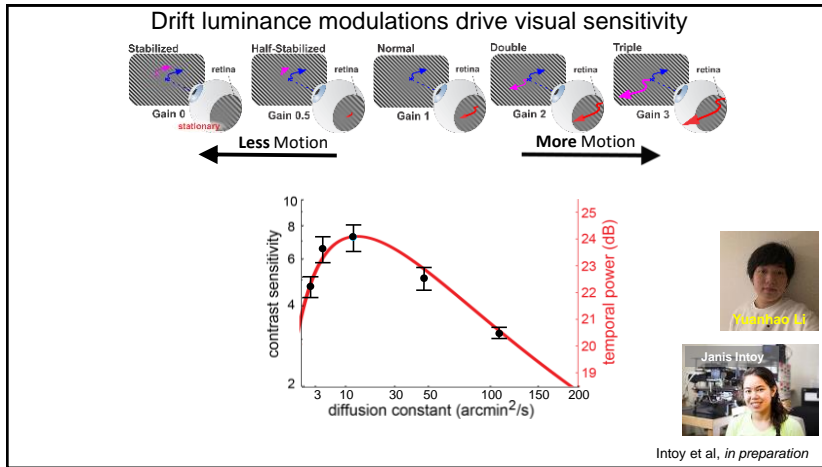 Drift luminance modulations drive visual sensitivity
Stabilized
Half-Stabilized
Normal
Double
Triple
retina
retina
retina
retina
retina
Gain 0
Gain 0.5
Gain 1
Gain 2
Gain 3
stationary
Less Motion
More Motion
10
8
6
4
2
contrast sensitivity
25
24
23
22
21
20
19
temporal power (dB)
3 10 30 50 100 150 200
diffusion constant (arcmin²/s)
Yuanhao Li
Janis Intoy
Intoy et al, in preparation